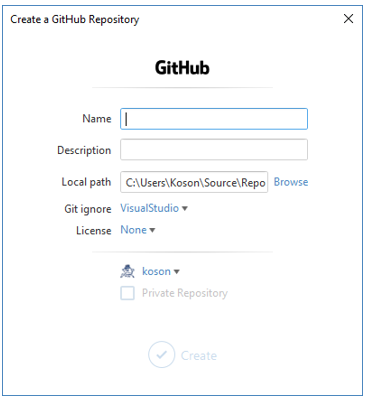 Create a GitHub Repository
GitHub
Name
Description
Local path C:\Users\Koson\Source\Repo Browse
Git ignore VisualStudio
License None
koson
Private Repository
Create